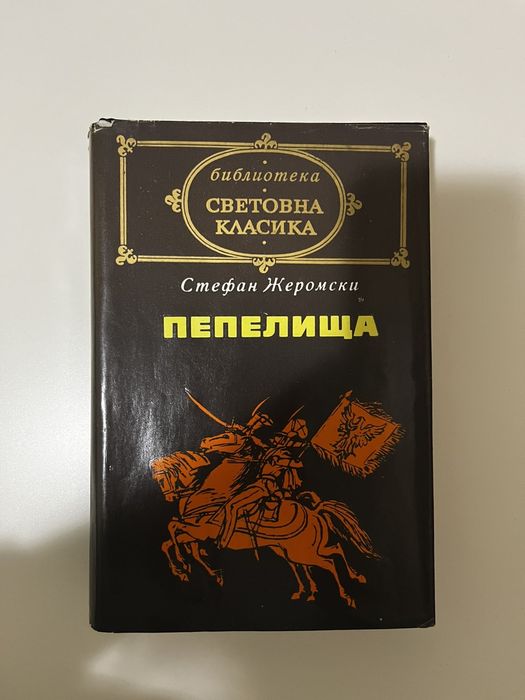 библиотека
СВЕТОВНА
КЛАСИКА
Стефан Жеромски
ПЕПЕЛИЩА